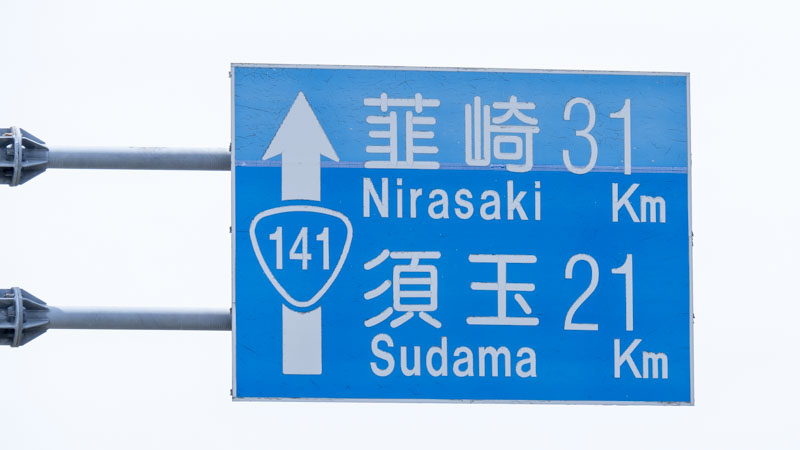 韮崎 31
Nirasaki Km
141
須玉 21
Sudama Km